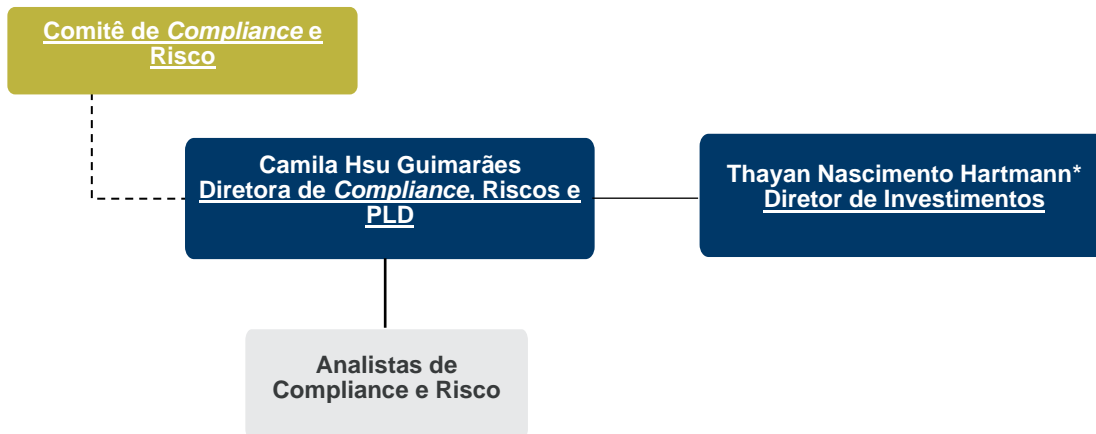 Comitê de Compliance e
Risco
Camila Hsu Guimarães
Diretora de Compliance, Riscos e
PLD
Thayan Nascimento Hartmann*
Diretor de Investimentos
Analistas de
Compliance e Risco